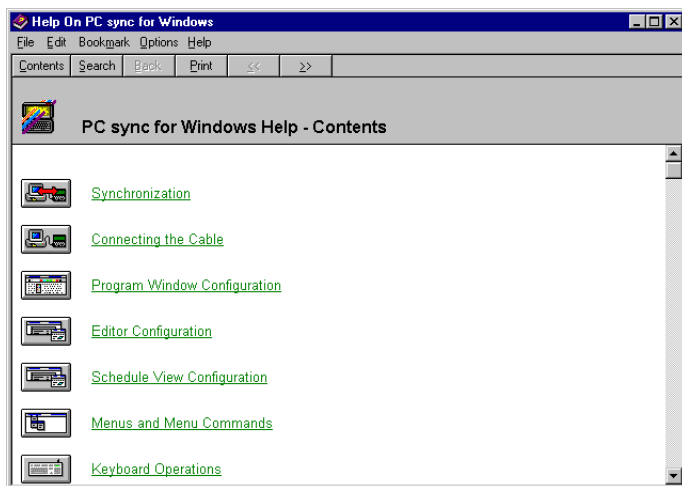 Help On PC sync for Windows
File Edit Bookmark Options Help
Contents Search Back Print << >>
PC sync for Windows Help - Contents
Synchronization
Connecting the Cable
Program Window Configuration
Editor Configuration
Schedule View Configuration
Menus and Menu Commands
Keyboard Operations